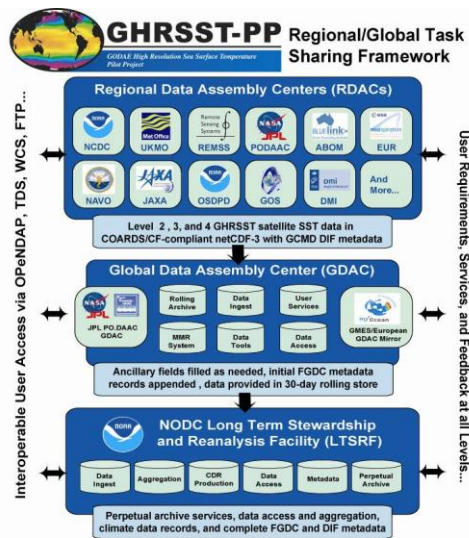 GHRSST-PP
GODAE High Resolution Sea Surface Temperature
Pilot Project
Regional/Global Task
Sharing Framework
Interoperable User Access via OPeNDAP, TDS, WCS, FTP...
User Requirements, Services, and Feedback at all Levels...
Regional Data Assembly Centers (RDACs)
NCDC
Met Office
UKMO
Remote
Sensing
Systems
REMSS
NASA
JPL
PODAAC
BLUElink>
ABOM
esa
EUR
NAVO
JAXA
JAXA
OSDPD
GOS
dmi
DMI
And
More...
Level 2 , 3, and 4 GHRSST satellite SST data in
COARDS/CF-compliant netCDF-3 with GCMD DIF metadata
Global Data Assembly Center (GDAC)
NASA
JPL
JPL PO.DAAC
GDAC
Rolling
Archive
Data
Ingest
User
Services
MMR
System
Data
Tools
Data
Access
GMES/European
GDAC Mirror
Ancillary fields filled as needed, initial FGDC metadata
records appended , data provided in 30-day rolling store
NOAA
NODC Long Term Stewardship
and Reanalysis Facility (LTSRF)
Data
Ingest
Aggregation
CDR
Production
Data
Access
Metadata
Perpetual
Archive
Perpetual archive services, data access and aggregation,
climate data records, and complete FGDC and DIF metadata